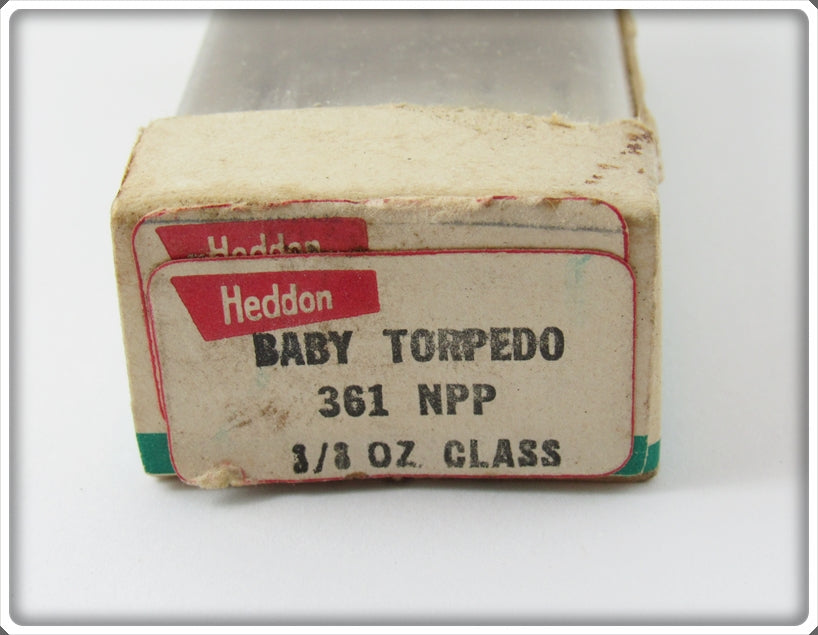 Heddon
Heddon
BABY TORPEDO
361 NPP
3/8 OZ. CLASS